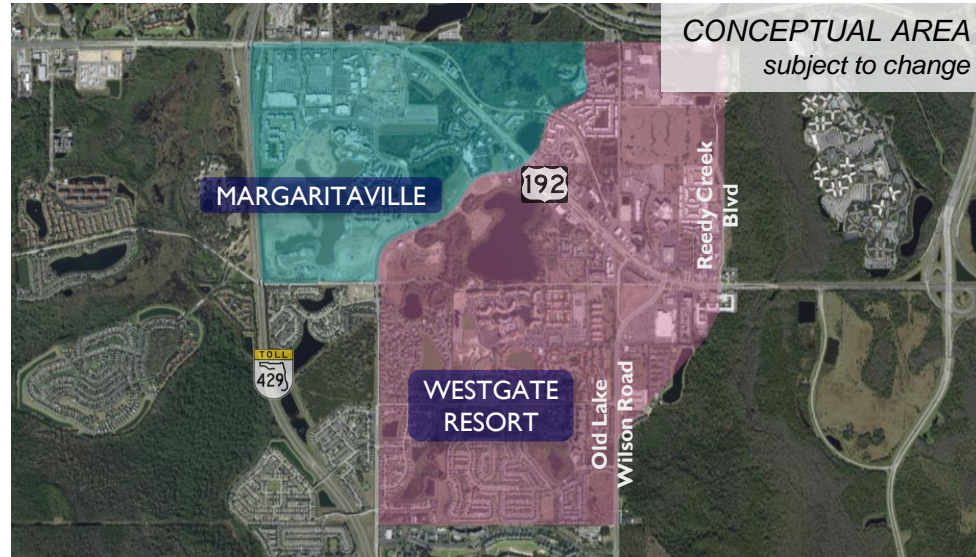 CONCEPTUAL AREA
subject to change
MARGARITAVILLE
192
Reedy Creek
Blvd
TOLL
429
WESTGATE
RESORT
Old Lake
Wilson Road